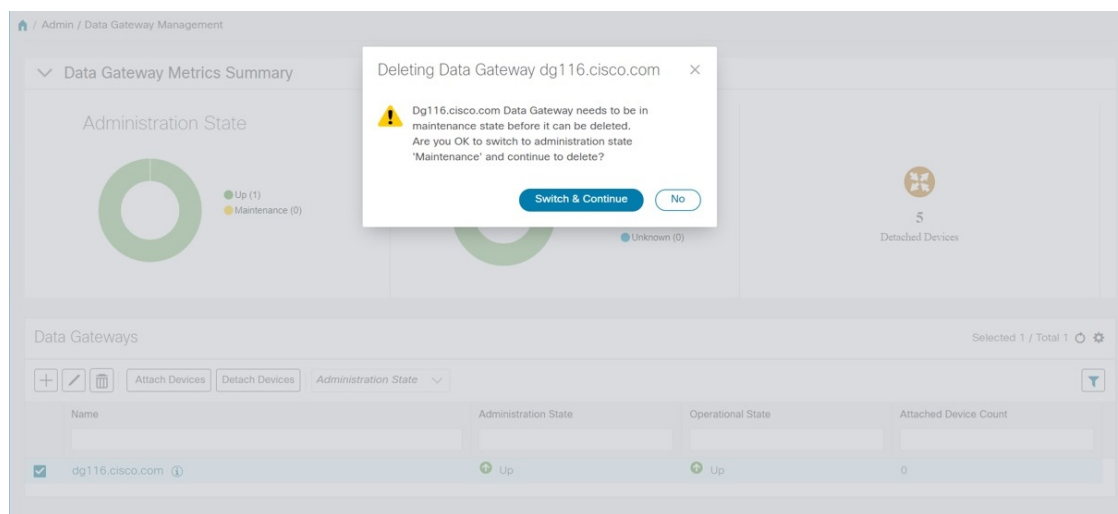 / Admin / Data Gateway Management
Data Gateway Metrics Summary
Administration State
Up (1)
Maintenance (0)
Deleting Data Gateway dg116.cisco.com
Dg116.cisco.com Data Gateway needs to be in
maintenance state before it can be deleted.
Are you OK to switch to administration state
'Maintenance' and continue to delete?
Switch & Continue
No
Unknown (0)
5
Detached Devices
Data Gateways
Selected 1 / Total 1
Attach Devices
Detach Devices
Administration State
Name
Administration State
Operational State
Attached Device Count
dg116.cisco.com
Up
Up
0